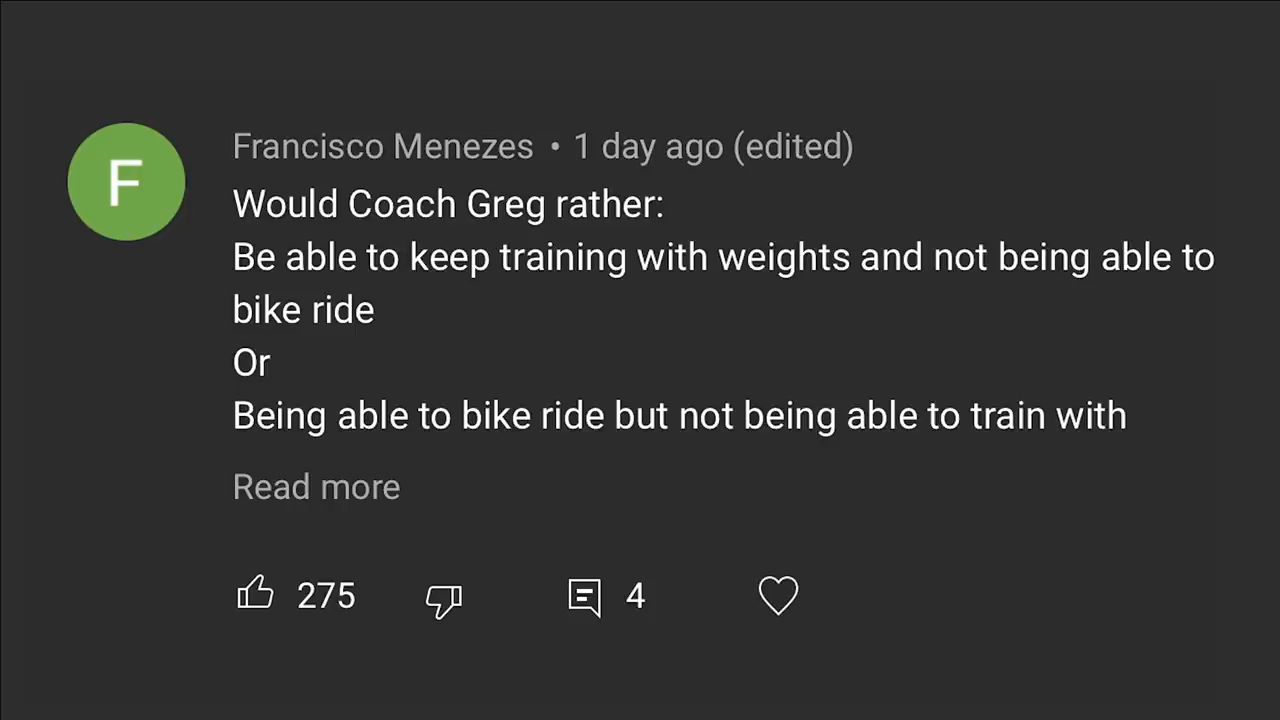 F
Francisco Menezes • 1 day ago (edited)
Would Coach Greg rather:
Be able to keep training with weights and not being able to
bike ride
Or
Being able to bike ride but not being able to train with
Read more
275
4